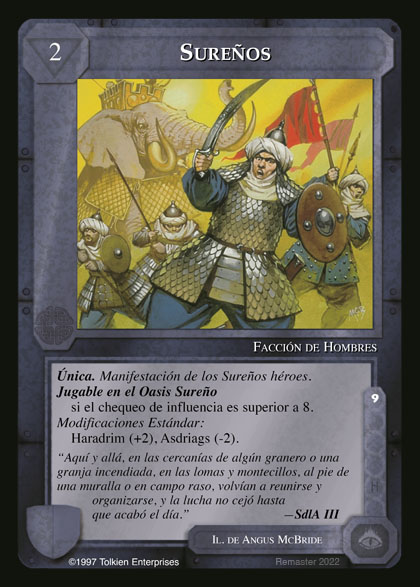 2
Sureños
Facción de Hombres
Única. Manifestación de los Sureños héroes.
Jugable en el Oasis Sureño
si el chequeo de influencia es superior a 8.
Modificaciones Estándar:
Haradrim (+2), Asdriags (-2).
9
“Aquí y allá, en las cercanías de algún granero o una
granja incendiada, en las lomas y montecillos, al pie de
una muralla o en campo raso, volvían a reunirse y
organizarse, y la lucha no cejó hasta
que acabó el día.” —SdlA III
H
Il. de Angus McBride
©1997 Tolkien Enterprises
Remaster 2022